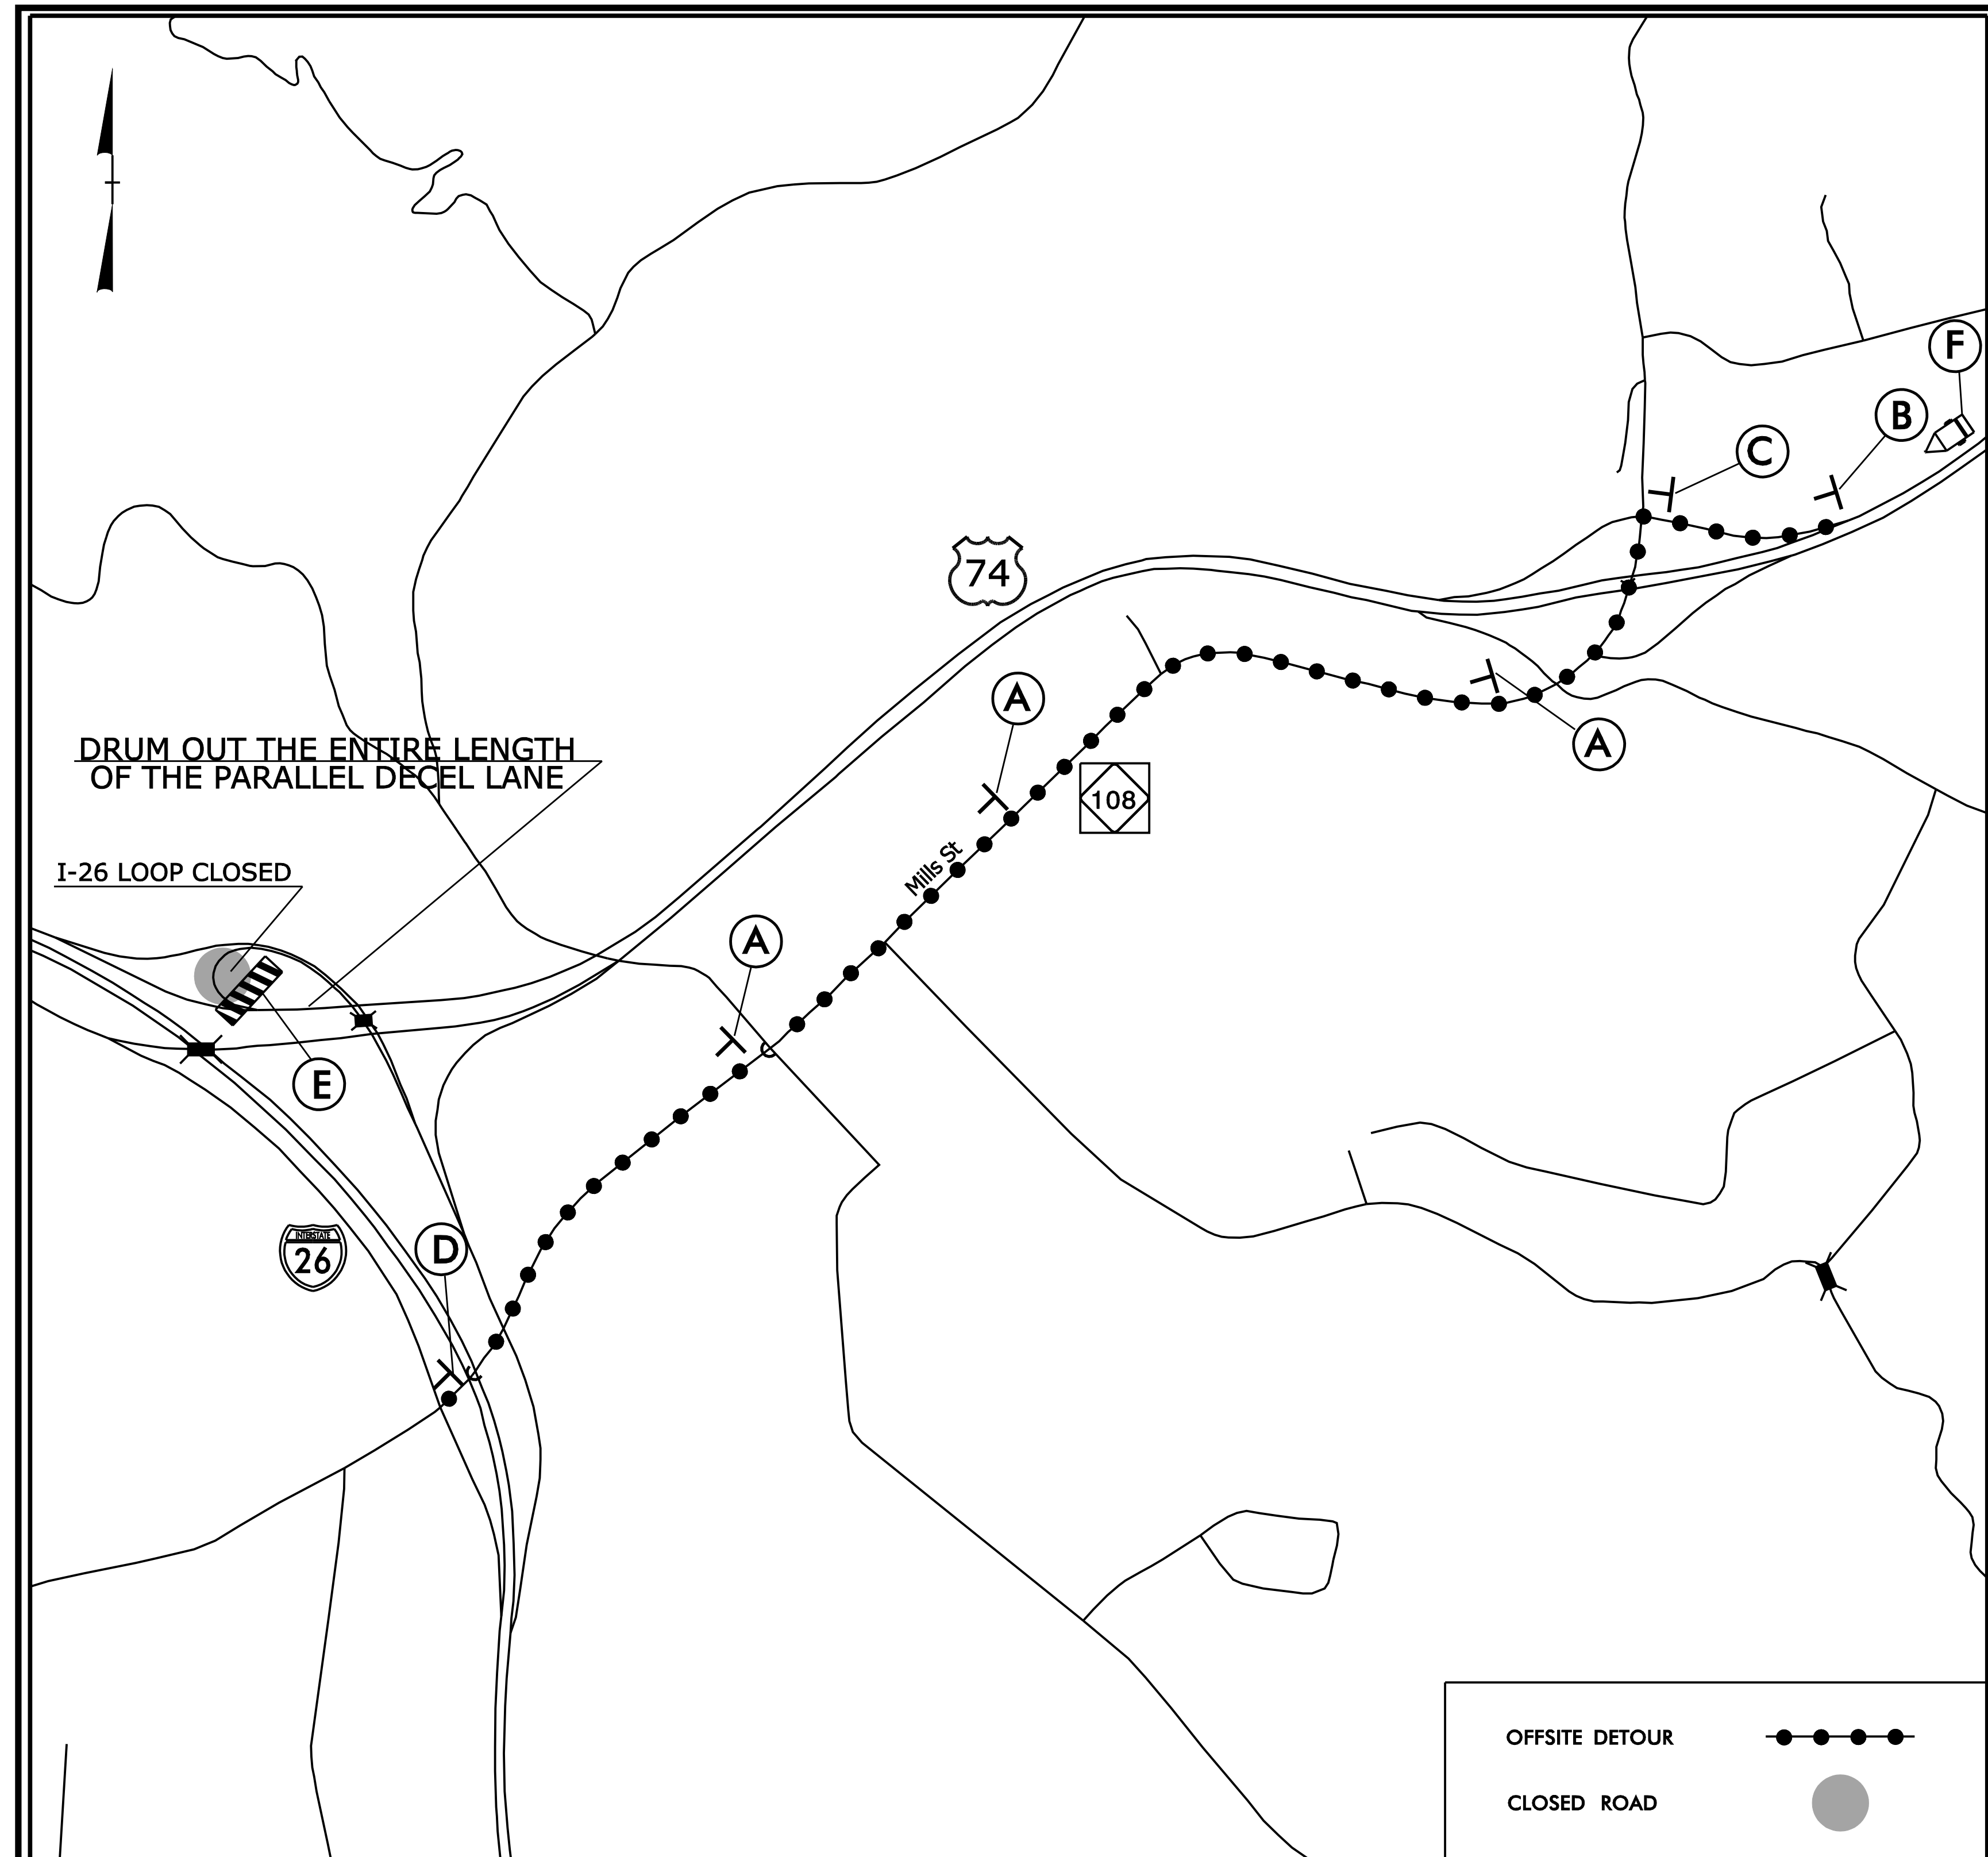 F
B
C
74
A
A
DRUM OUT THE ENTIRE LENGTH
OF THE PARALLEL DECEL LANE
108
Mills St
I-26 LOOP CLOSED
A
E
D
INTERSTATE
26
OFFSITE DETOUR
CLOSED ROAD